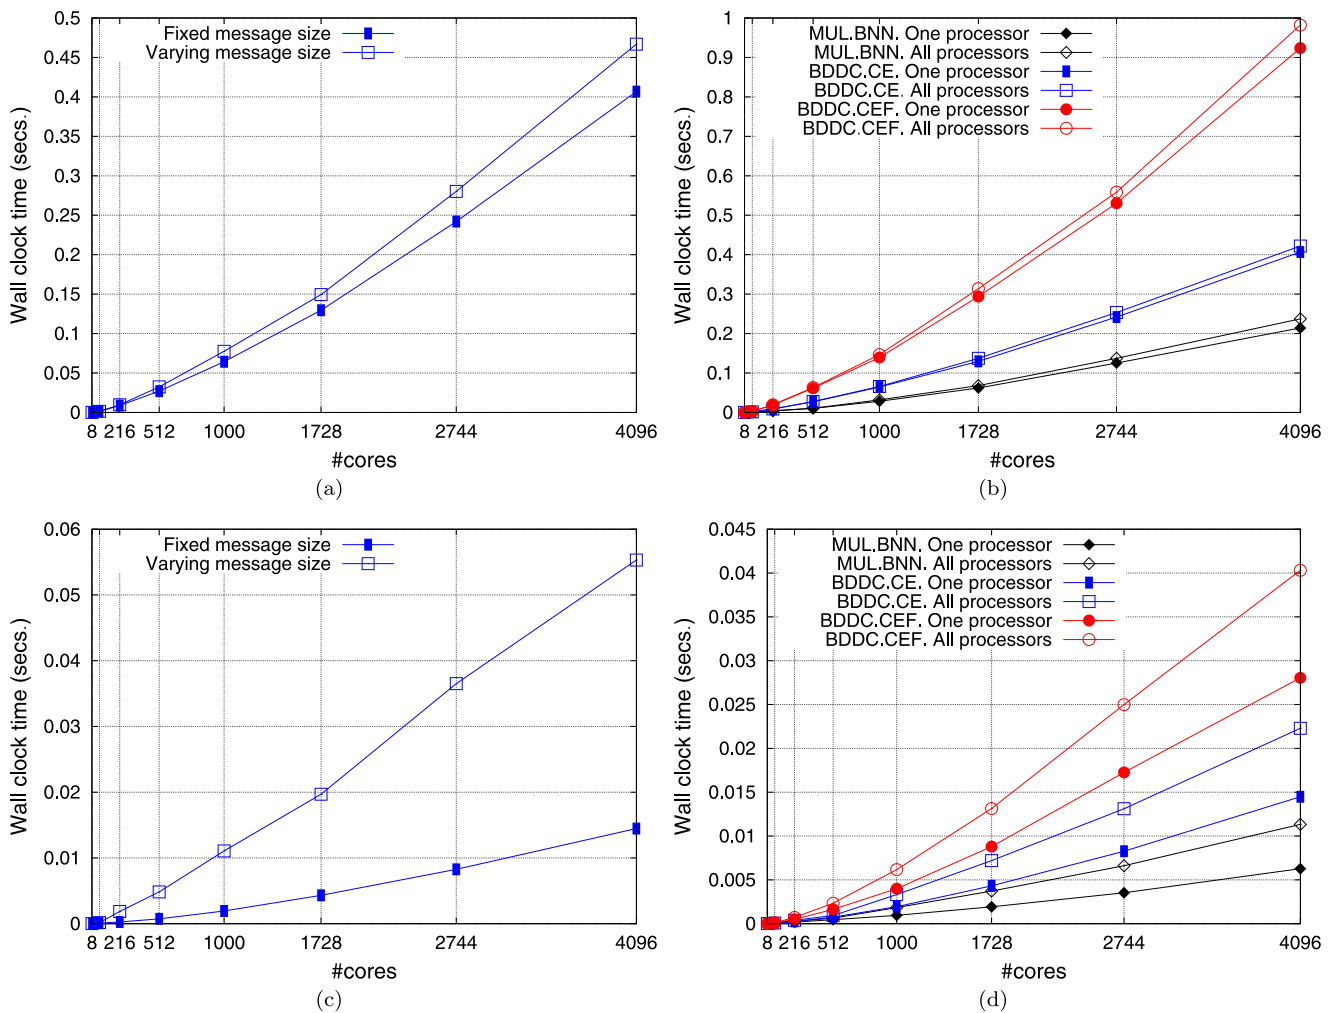 0.5
0.45
0.4
0.35
0.3
0.25
0.2
0.15
0.1
0.05
0
Wall clock time (secs.)
Fixed message size
Varying message size
8 216 512 1000 1728 2744 4096
#cores
(a)
1
0.9
0.8
0.7
0.6
0.5
0.4
0.3
0.2
0.1
0
Wall clock time (secs.)
MUL.BNN. One processor
MUL.BNN. All processors
BDDC.CE. One processor
BDDC.CE. All processors
BDDC.CEF. One processor
BDDC.CEF. All processors
8 216 512 1000 1728 2744 4096
#cores
(b)
0.06
0.05
0.04
0.03
0.02
0.01
0
Wall clock time (secs.)
Fixed message size
Varying message size
8 216 512 1000 1728 2744 4096
#cores
(c)
0.045
0.04
0.035
0.03
0.025
0.02
0.015
0.01
0.005
0
Wall clock time (secs.)
MUL.BNN. One processor
MUL.BNN. All processors
BDDC.CE. One processor
BDDC.CE. All processors
BDDC.CEF. One processor
BDDC.CEF. All processors
8 216 512 1000 1728 2744 4096
#cores
(d)